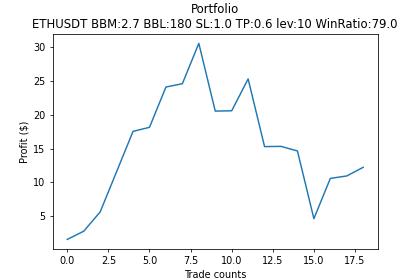 Portfolio
ETHUSDT BBM:2.7 BBL:180 SL:1.0 TP:0.6 lev:10 WinRatio:79.0
30
25
20
15
10
5
Profit ($)
0.0 2.5 5.0 7.5 10.0 12.5 15.0 17.5
Trade counts